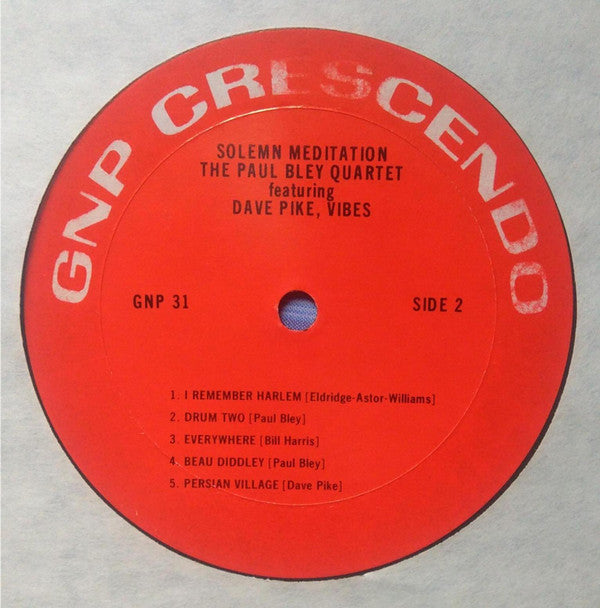 GNP CRESCENDO
SOLEMN MEDITATION
THE PAUL BLEY QUARTET
featuring
DAVE PIKE, VIBES
GNP 31
SIDE 2
1. I REMEMBER HARLEM [Eldridge-Astor-Williams]
2. DRUM TWO [Paul Bley]
3. EVERYWHERE [Bill Harris]
4. BEAU DIDDLEY [Paul Bley]
5. PERSIAN VILLAGE [Dave Pike]